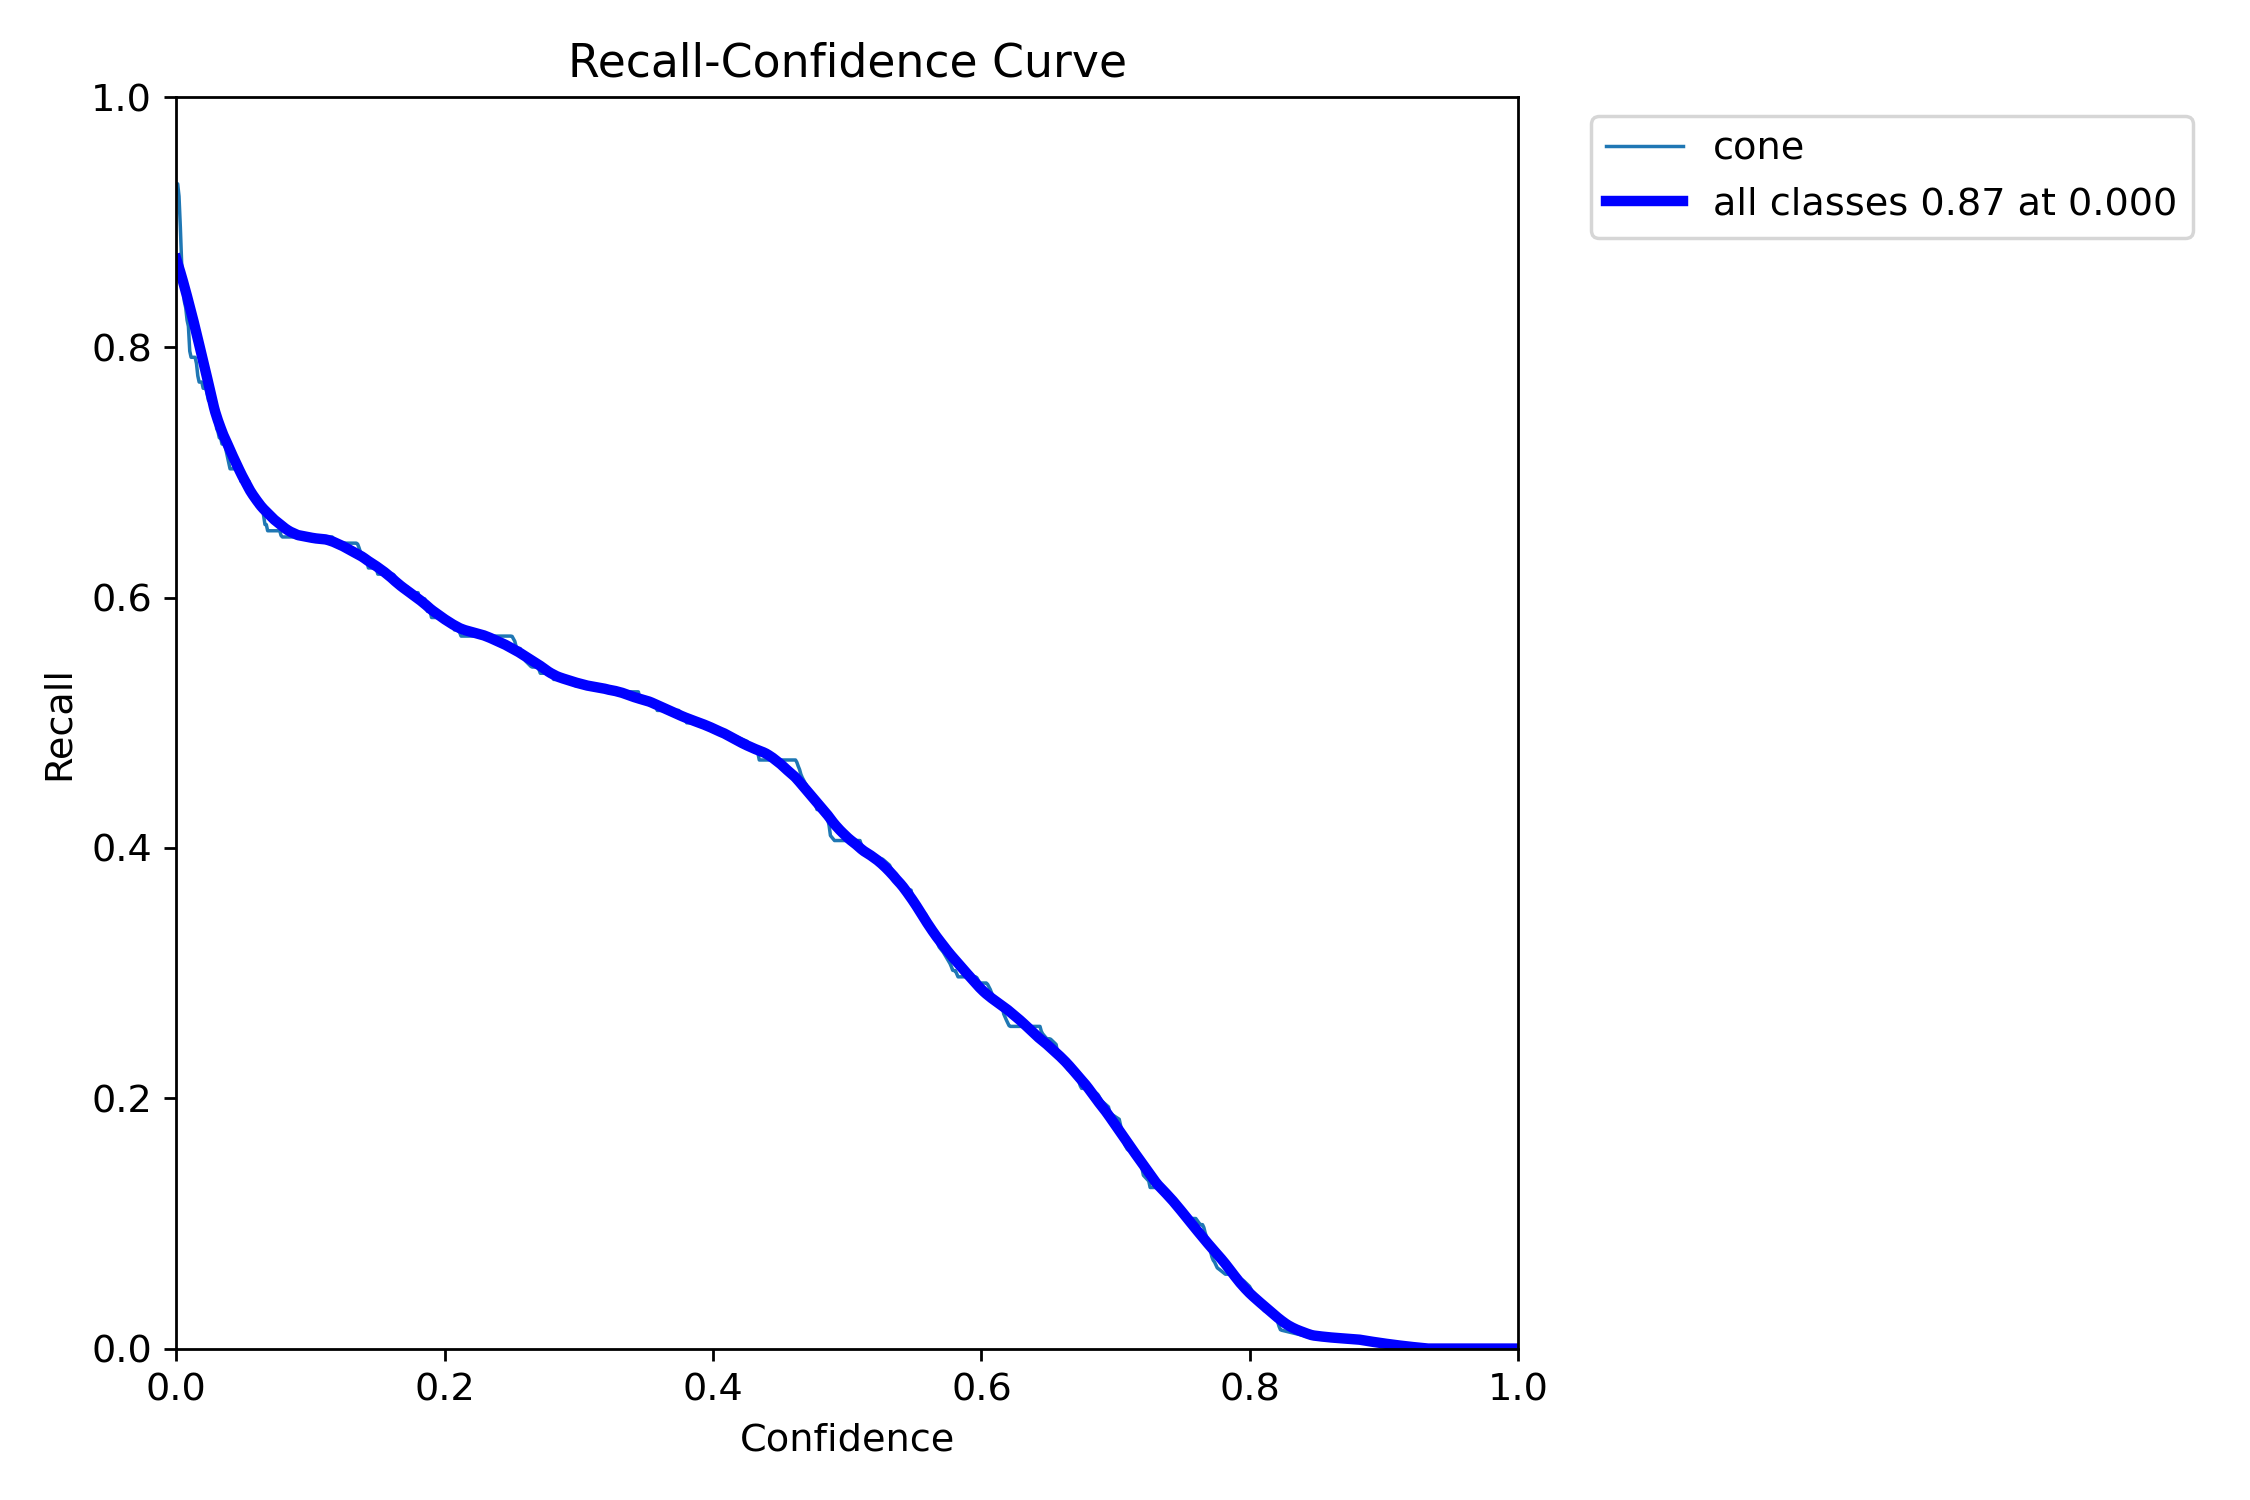 Recall-Confidence Curve
1.0
0.8
0.6
0.4
0.2
0.0
Recall
0.0 0.2 0.4 0.6 0.8 1.0
Confidence
cone
all classes 0.87 at 0.000